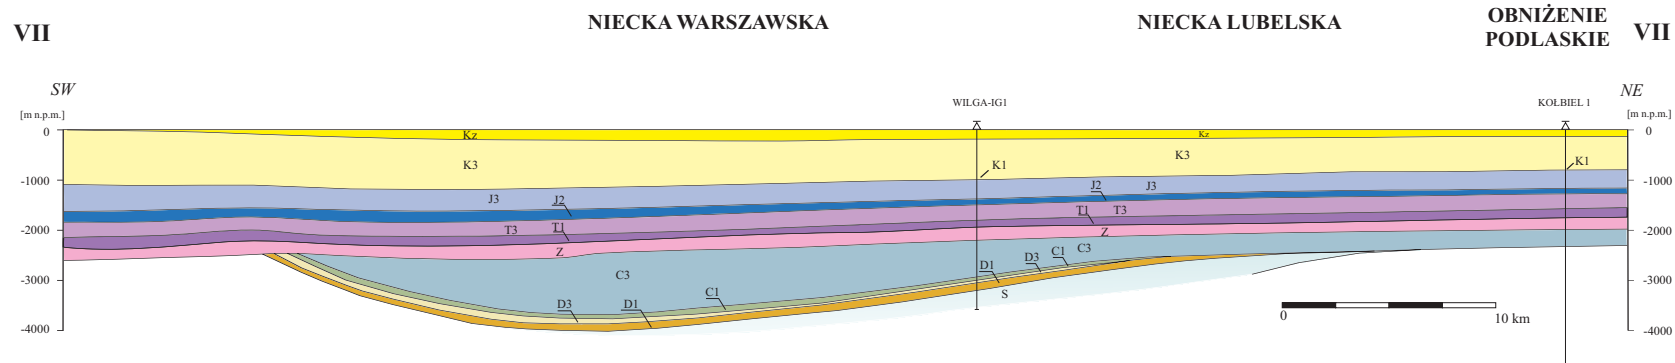 VII
NIECKA WARSZAWSKA
NIECKA LUBELSKA
OBNIŻENIE
PODLASKIE
VII
SW
NE
[m n.p.m.]
WILGA-IG1
KOŁBIEL 1
[m n.p.m.]
0
Kz
Kz
0
K3
K1
K3
K1
-1000
J3
J2
J2
J3
-1000
-2000
T3
T1
T1
T3
-2000
Z
Z
-3000
C3
C1
D3
D1
C1
C3
-3000
D3
D1
S
-4000
0
10 km
-4000